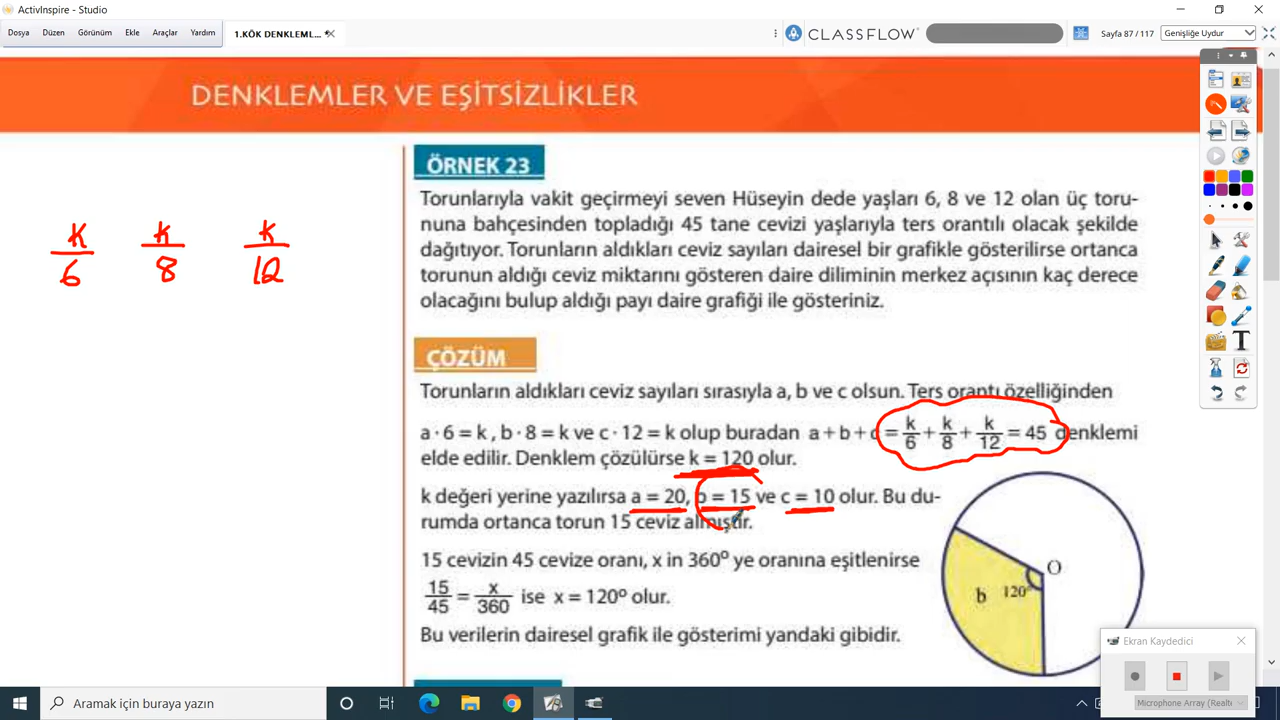 ActivInspire - Studio
Dosya Düzen Görünüm Ekle Araçlar Yardım
1.KÖK DENKLEML...
CLASSFLOW
Sayfa 87 / 117
Genişliğe Uydur
DENKLEMLER VE EŞİTSİZLİKLER
ÖRNEK 23
Torunlarıyla vakit geçirmeyi seven Hüseyin dede yaşları 6, 8 ve 12 olan üç toru-
nuna bahçesinden topladığı 45 tane cevizi yaşlarıyla ters orantılı olacak şekilde
dağıtıyor. Torunların aldıkları ceviz sayıları dairesel bir grafikle gösterilirse ortanca
torunun aldığı ceviz miktarını gösteren daire diliminin merkez açısının kaç derece
olacağını bulup aldığı payı daire grafiği ile gösteriniz.
k/6 k/8 k/12
ÇÖZÜM
Torunların aldıkları ceviz sayıları sırasıyla a, b ve c olsun. Ters orantı özelliğinden
a · 6 = k , b · 8 = k ve c · 12 = k olup buradan a + b + c = k/6 + k/8 + k/12 = 45 denklemi
elde edilir. Denklem çözülürse k = 120 olur.
k değeri yerine yazılırsa a = 20, b = 15 ve c = 10 olur. Bu du-
rumda ortanca torun 15 ceviz almıştır.
15 cevizin 45 cevize oranı, x in 360⁰ ye oranına eşitlenirse
15/45 = x/360 ise x = 120⁰ olur.
Bu verilerin dairesel grafik ile gösterimi yandaki gibidir.
O
b 120°
T
Ekran Kaydedici
Microphone Array (Realt
Aramak için buraya yazın